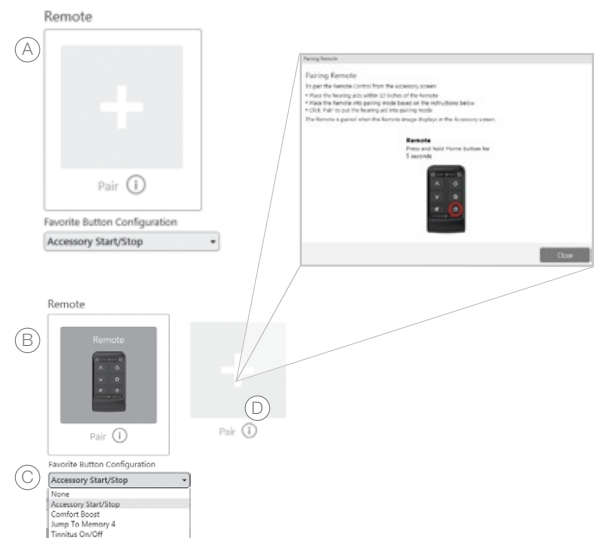 Remote
A
Pair i
Favorite Button Configuration
Accessory Start/Stop
Pairing Remote
Pairing Remote
To pair the Remote Control from the accessory screen:
• Place the hearing aids within 10 inches of the Remote
• Place the Remote into pairing mode based on the instructions below
• Click 'Pair' to put the hearing aid into pairing mode
The Remote is paired when the Remote image displays in the Accessory screen.
Remote
Press and hold Home button for
5 seconds
Close
Remote
B
Remote
Pair i
D
Pair i
Favorite Button Configuration
C
Accessory Start/Stop
None
Accessory Start/Stop
Comfort Boost
Jump To Memory 4
Tinnitus On/Off